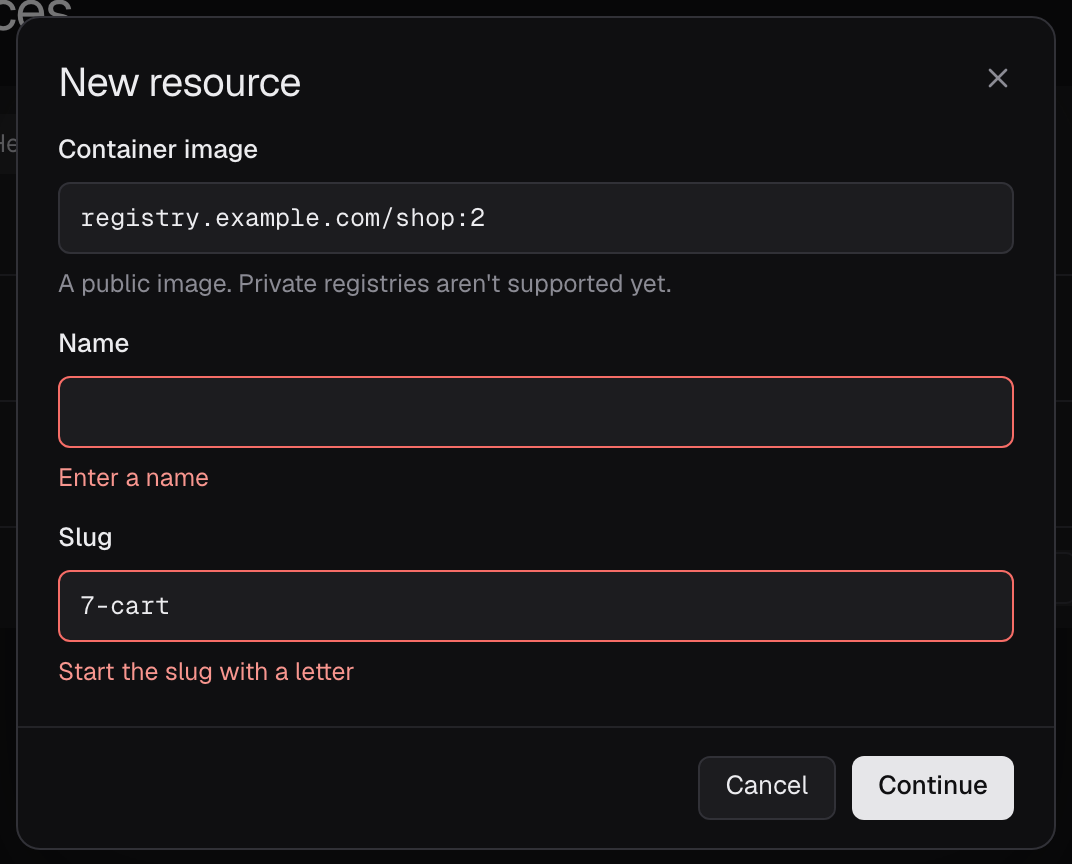 New resource
Container image
registry.example.com/shop:2
A public image. Private registries aren't supported yet.
Name
Enter a name
Slug
7-cart
Start the slug with a letter
Cancel
Continue